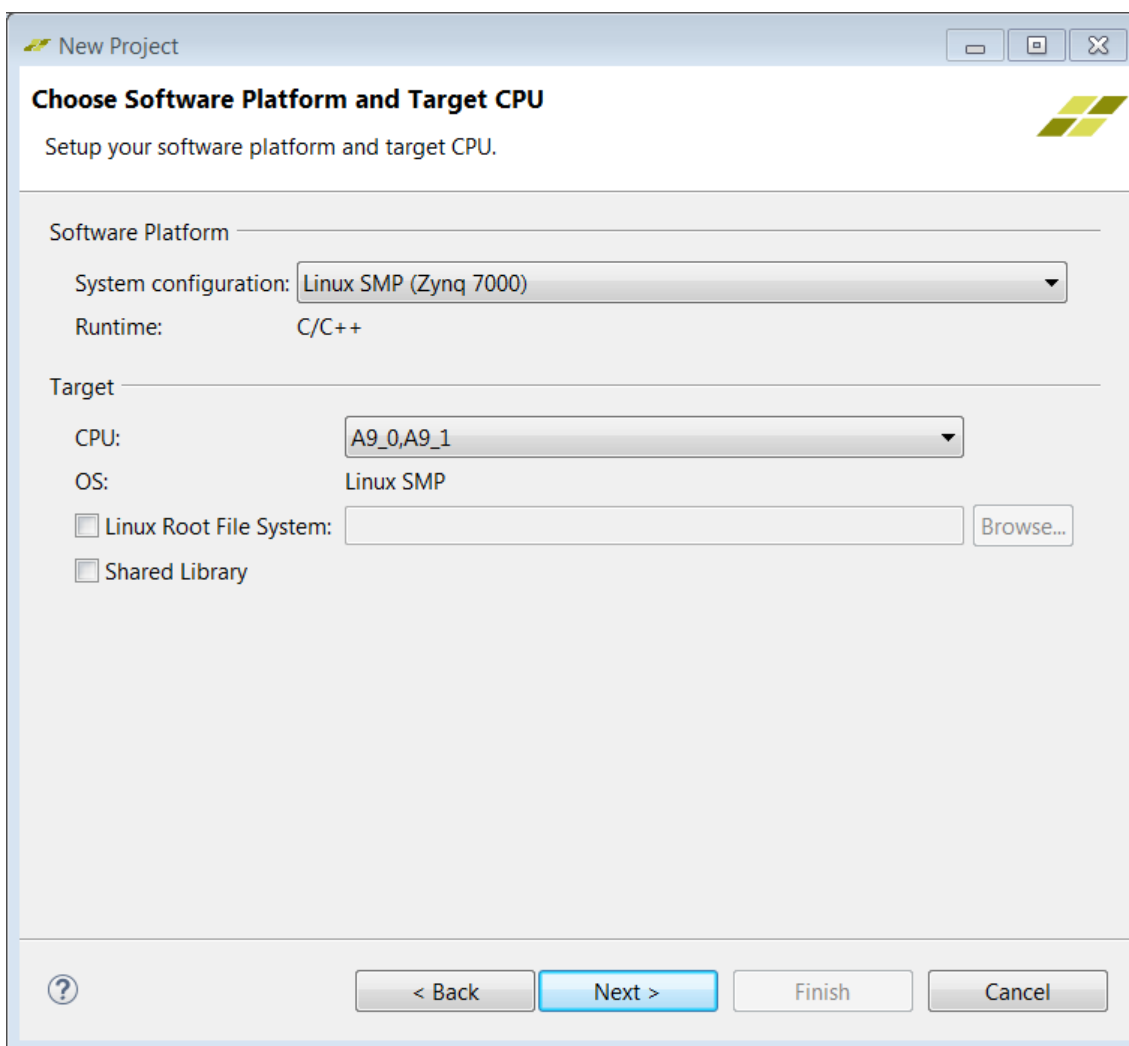 New Project
Choose Software Platform and Target CPU
Setup your software platform and target CPU.
Software Platform
System configuration: Linux SMP (Zynq 7000)
Runtime: C/C++
Target
CPU: A9_0,A9_1
OS: Linux SMP
Linux Root File System: Browse...
Shared Library
? < Back Next > Finish Cancel